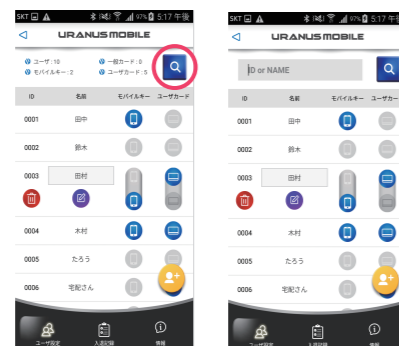 SKT 97% 5:17 午後
URANUS MOBILE
ユーザ : 10 一般カード : 0
モバイルキー : 2 ユーザカード : 5
ID 名前 モバイルキー ユーザカード
0001 田中
0002 鈴木
0003 田村
0004 木村
0005 たろう
0006 宅配さん
ユーザ設定 入退記録 情報
SKT 97% 5:17 午後
URANUS MOBILE
ID or NAME
ID 名前 モバイルキー ユーザカード
0001 田中
0002 鈴木
0003 田村
0004 木村
0005 たろう
0006 宅配さん
ユーザ設定 入退記録 情報